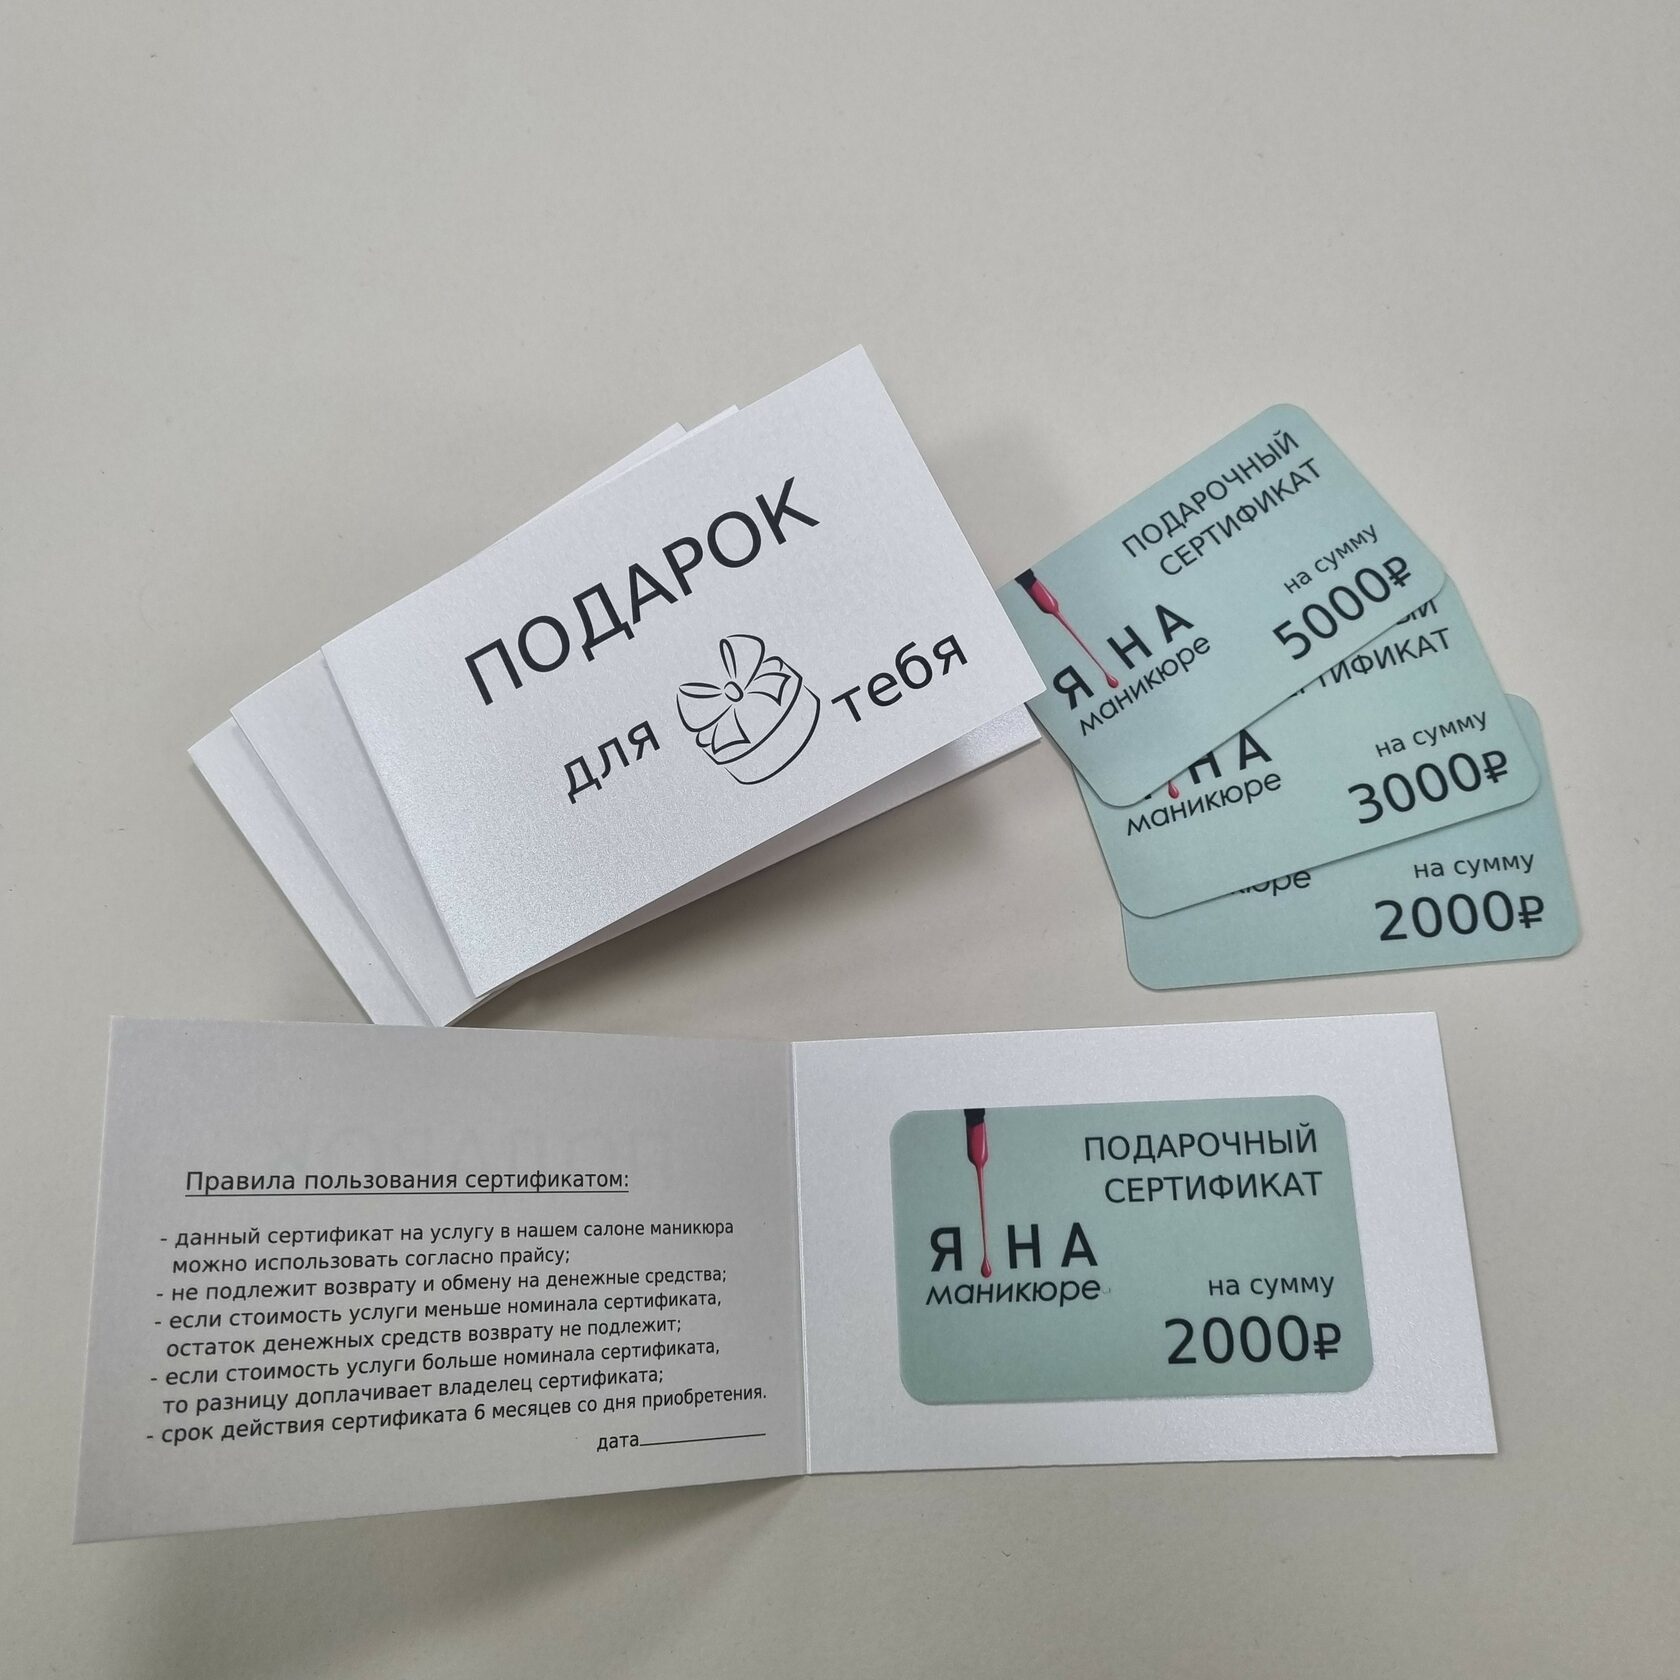 ПОДАРОК
для тебя
ПОДАРОЧНЫЙ
СЕРТИФИКАТ
на сумму
5000₽
Я НА
маникюре
на сумму
3000₽
НА
маникюре
на сумму
2000₽
Правила пользования сертификатом:
- данный сертификат на услугу в нашем салоне маникюра
можно использовать согласно прайсу;
- не подлежит возврату и обмену на денежные средства;
- если стоимость услуги меньше номинала сертификата,
остаток денежных средств возврату не подлежит;
- если стоимость услуги больше номинала сертификата,
то разницу доплачивает владелец сертификата;
- срок действия сертификата 6 месяцев со дня приобретения.
дата
ПОДАРОЧНЫЙ
СЕРТИФИКАТ
Я НА
маникюре
на сумму
2000₽